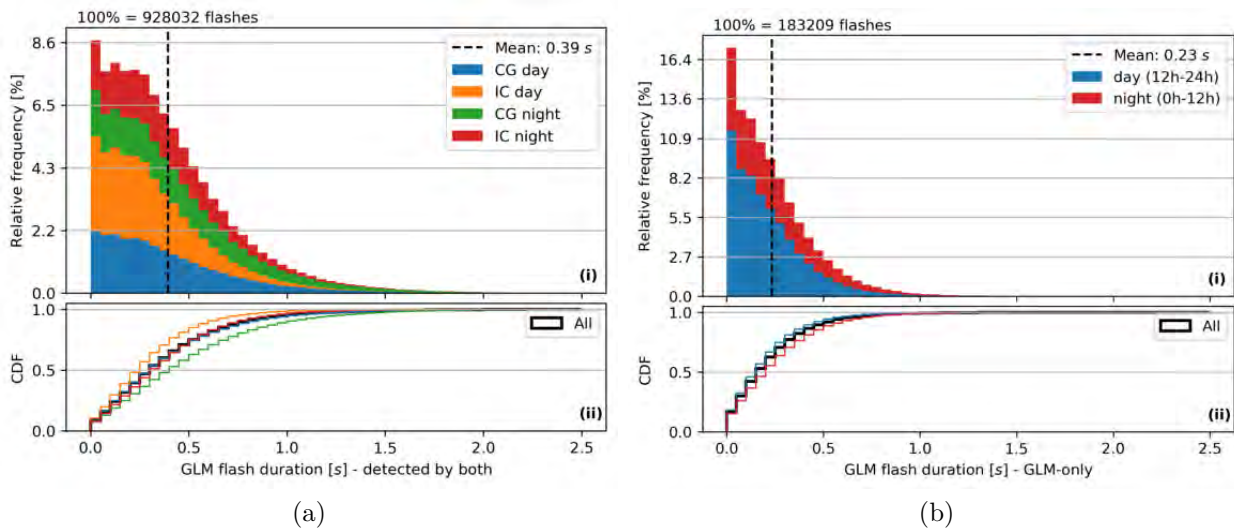 100% = 928032 flashes
Relative frequency [%]
8.6
6.5
4.3
2.2
0.0
Mean: 0.39 s
CG day
IC day
CG night
IC night
(i)
CDF
1.0
0.5
0.0
All
(ii)
0.0 0.5 1.0 1.5 2.0 2.5
GLM flash duration [s] - detected by both
(a)
100% = 183209 flashes
Relative frequency [%]
16.4
13.6
10.9
8.2
5.5
2.7
0.0
Mean: 0.23 s
day (12h-24h)
night (0h-12h)
(i)
CDF
1.0
0.5
0.0
All
(ii)
0.0 0.5 1.0 1.5 2.0 2.5
GLM flash duration [s] - GLM-only
(b)